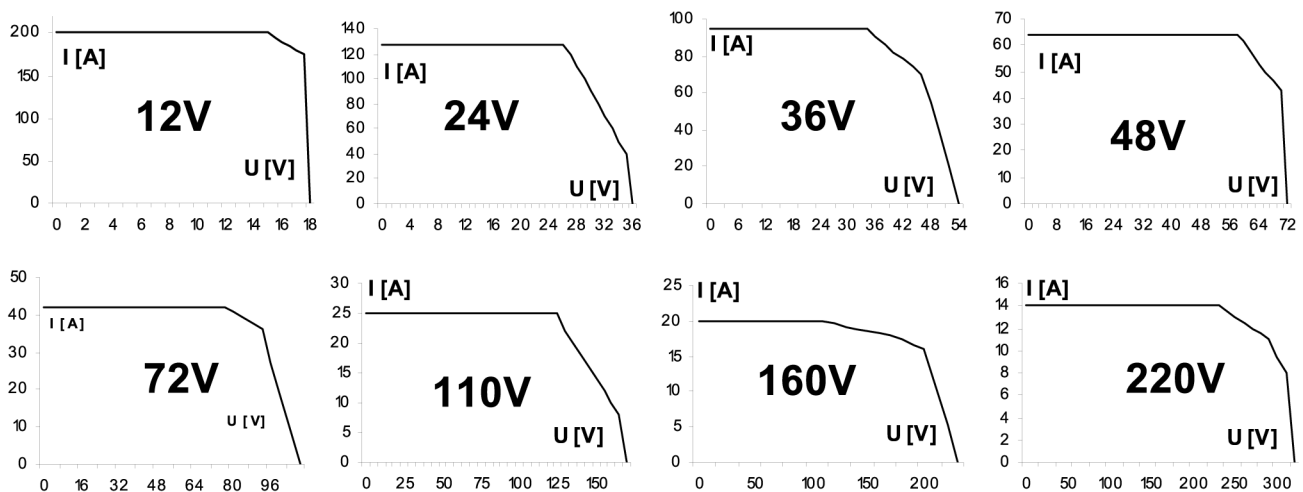 200
150
100
50
0
I [A]
12V
U [V]
0 2 4 6 8 10 12 14 16 18
140
120
100
80
60
40
20
0
I [A]
24V
U [V]
0 4 8 12 16 20 24 28 32 36
100
80
60
40
20
0
I [A]
36V
U [V]
0 6 12 18 24 30 36 42 48 54
70
60
50
40
30
20
10
0
I [A]
48V
U [V]
0 8 16 24 32 40 48 56 64 72
50
40
30
20
10
0
I [A]
72V
U [V]
0 16 32 48 64 80 96
30
25
20
15
10
5
0
I [A]
110V
U [V]
0 25 50 75 100 125 150
25
20
15
10
5
0
I [A]
160V
U [V]
0 50 100 150 200
16
14
12
10
8
6
4
2
0
I [A]
220V
U [V]
0 50 100 150 200 250 300